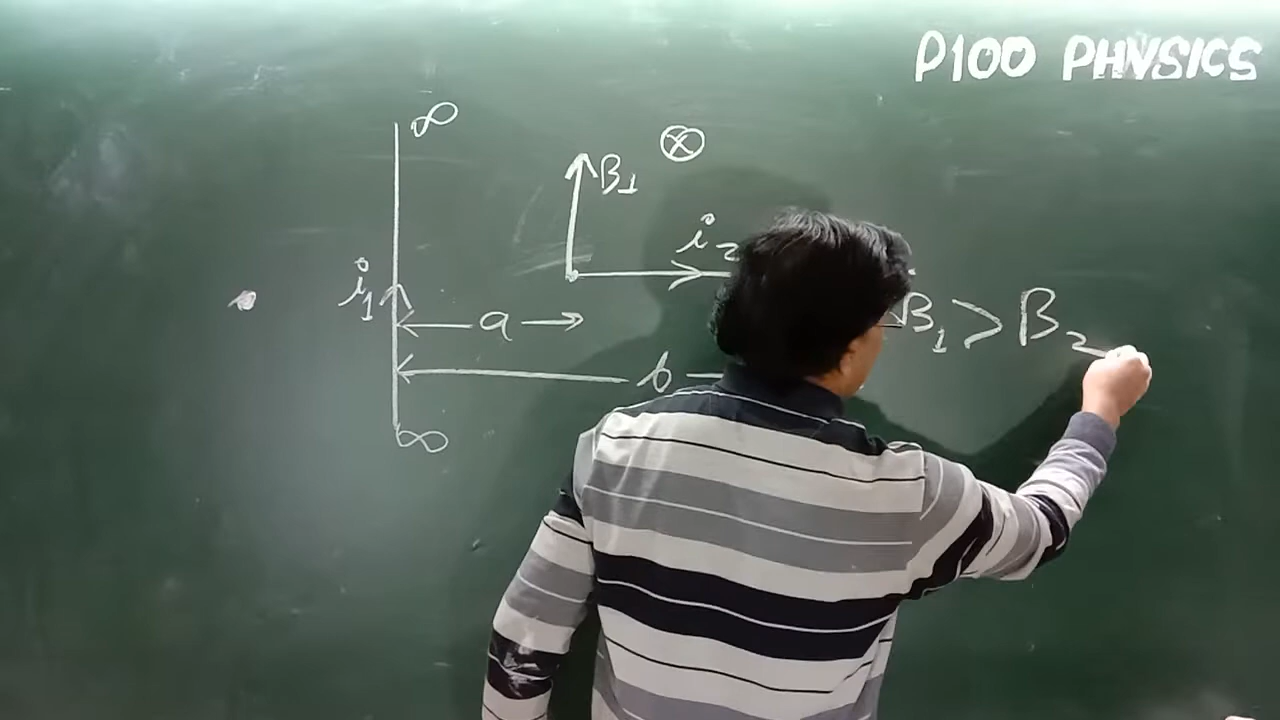 P100 PHYSICS
∞
⊗
B₁
i₂
i₁
a
B₁ > B₂
b
∞